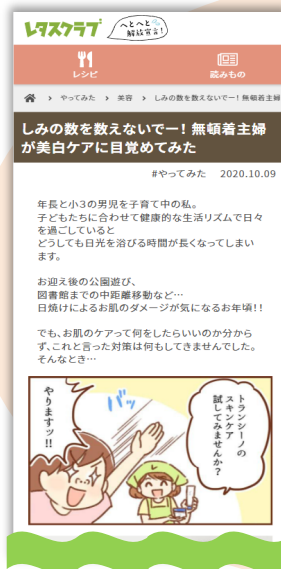 レタスクラブ
へとへと解放宣言!
レシピ
読みもの
> やってみた > 美容 > しみの数を数えないでー! 無頓着主婦
しみの数を数えないでー! 無頓着主婦
が美白ケアに目覚めてみた
#やってみた 2020.10.09
年長と小3の男児を子育て中の私。
子どもたちに合わせて健康的な生活リズムで日々
を過ごしていると
どうしても日光を浴びる時間が長くなってしまい
ます。
お迎え後の公園遊び、
図書館までの中距離移動など…
日焼けによるお肌のダメージが気になるお年頃!!
でも、お肌のケアって何をしたらいいのか分から
ず、これと言った対策は何もしてきませんでした。
そんなとき…
トランシーノの
スキンケア
試してみませんか?
バッ
やりますッ!!